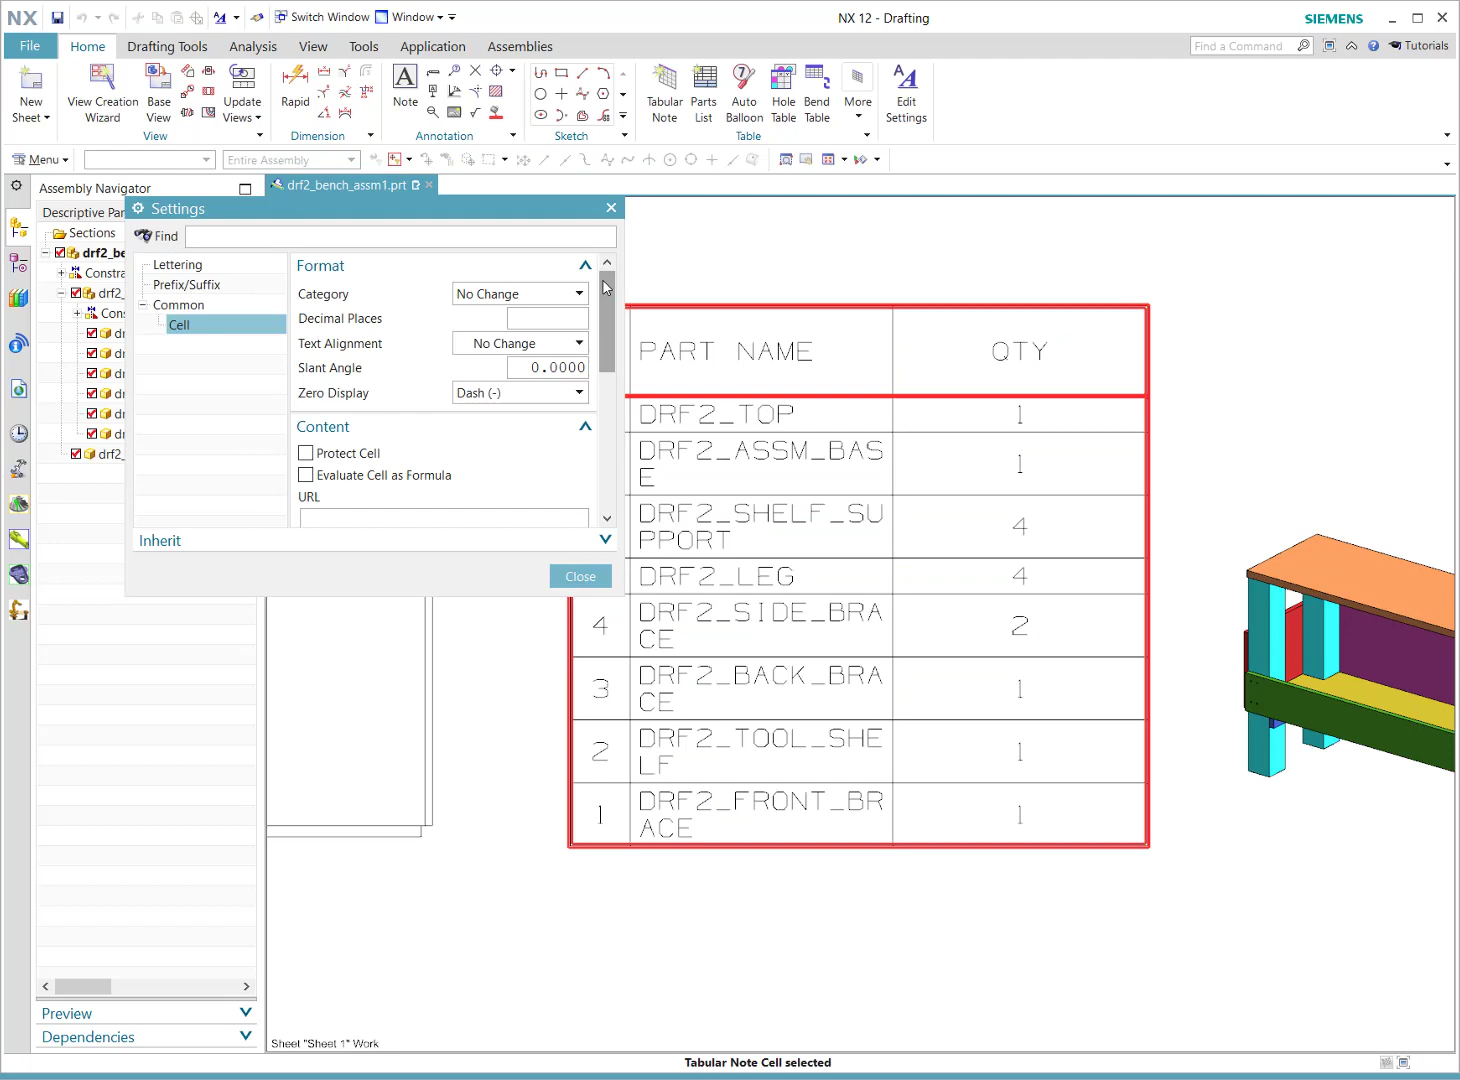 NX
Switch Window
Window
NX 12 - Drafting
SIEMENS
File
Home
Drafting Tools
Analysis
View
Tools
Application
Assemblies
Find a Command
Tutorials
New
Sheet
View Creation
Wizard
Base
View
Update
Views
View
Rapid
Dimension
Note
Annotation
Sketch
Tabular
Note
Parts
List
Auto
Balloon
Hole
Table
Bend
Table
More
Table
Edit
Settings
Menu
Entire Assembly
Assembly Navigator
drf2_bench_assm1.prt
Descriptive Par
Sections
drf2_be
Constra
drf2_
Cons
dr
dr
dr
dr
dr
dr
drf2_
Settings
Find
Lettering
Prefix/Suffix
Common
Cell
Format
Category
No Change
Decimal Places
Text Alignment
No Change
Slant Angle
0.0000
Zero Display
Dash (-)
Content
Protect Cell
Evaluate Cell as Formula
URL
Inherit
Close
PART NAME
QTY
DRF2_TOP
1
DRF2_ASSM_BAS
E
1
DRF2_SHELF_SU
PPORT
4
DRF2_LEG
4
4
DRF2_SIDE_BRA
CE
2
3
DRF2_BACK_BRA
CE
1
2
DRF2_TOOL_SHE
LF
1
1
DRF2_FRONT_BR
ACE
1
Preview
Dependencies
Sheet "Sheet 1" Work
Tabular Note Cell selected